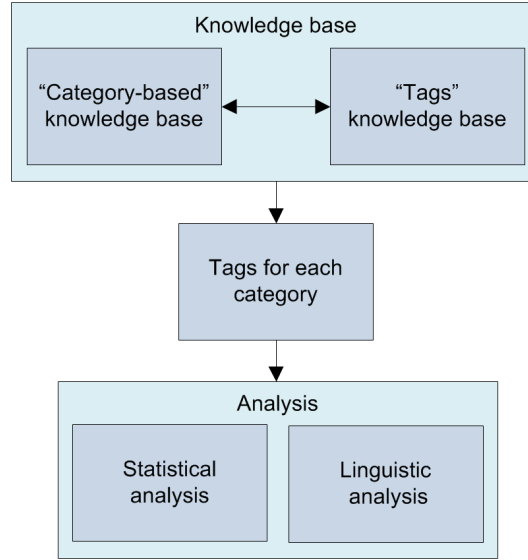 Knowledge base
“Category-based”
knowledge base
“Tags”
knowledge base
Tags for each
category
Analysis
Statistical
analysis
Linguistic
analysis